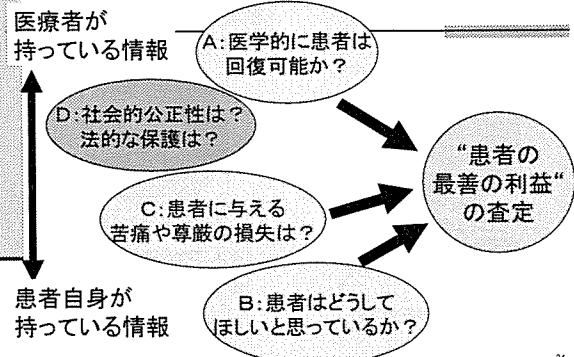 医療者が
持っている情報
A:医学的に患者は
回復可能か?
D:社会的公正性は?
法的な保護は?
“患者の
最善の利益“
の査定
C:患者に与える
苦痛や尊厳の損失は?
患者自身が
持っている情報
B:患者はどうして
ほしいと思っているか?